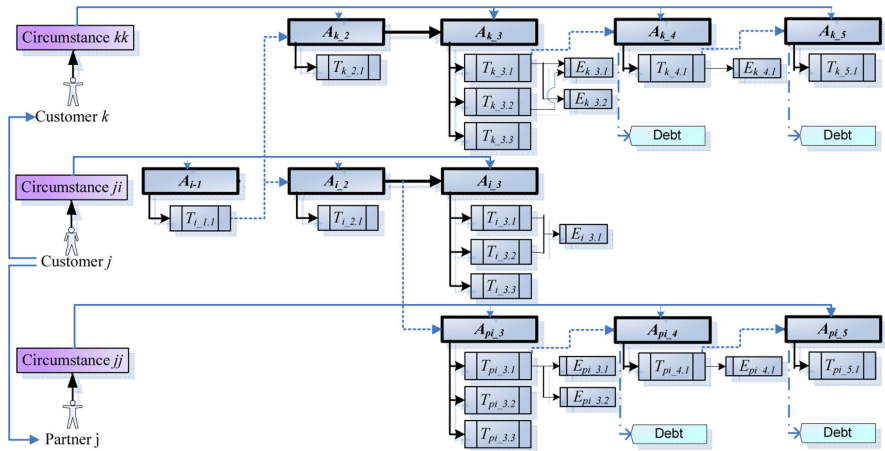 Circumstance kk
A_k_2
A_k_3
A_k_4
A_k_5
T_k_2.1
T_k_3.1
E_k_3.1
T_k_4.1
E_k_4.1
T_k_5.1
T_k_3.2
E_k_3.2
T_k_3.3
Debt
Debt
Customer k
Circumstance ji
A_i-1
A_i_2
A_i_3
T_i_1.1
T_i_2.1
T_i_3.1
E_i_3.1
T_i_3.2
T_i_3.3
Customer j
Circumstance jj
A_pi_3
A_pi_4
A_pi_5
T_pi_3.1
E_pi_3.1
T_pi_4.1
E_pi_4.1
T_pi_5.1
T_pi_3.2
E_pi_3.2
T_pi_3.3
Debt
Debt
Partner j